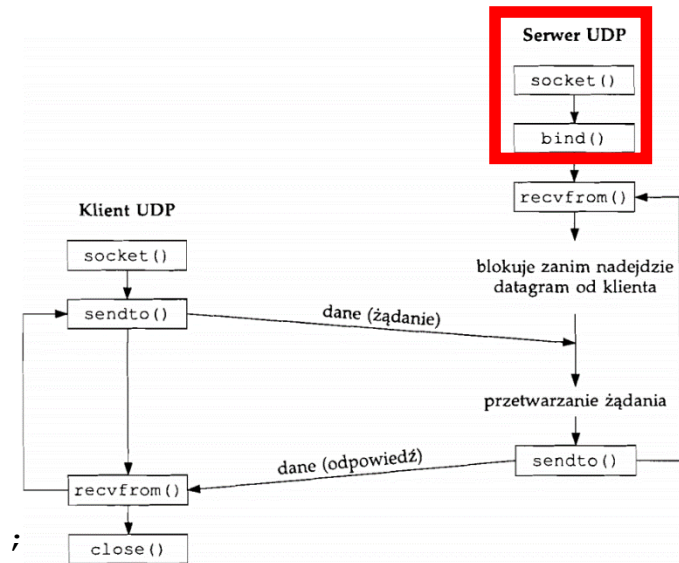 Serwer UDP
socket()
bind()
recvfrom()
blokuje zanim nadejdzie
datagram od klienta
Klient UDP
socket()
sendto()
dane (żądanie)
przetwarzanie żądania
sendto()
dane (odpowiedź)
recvfrom()
close()
;